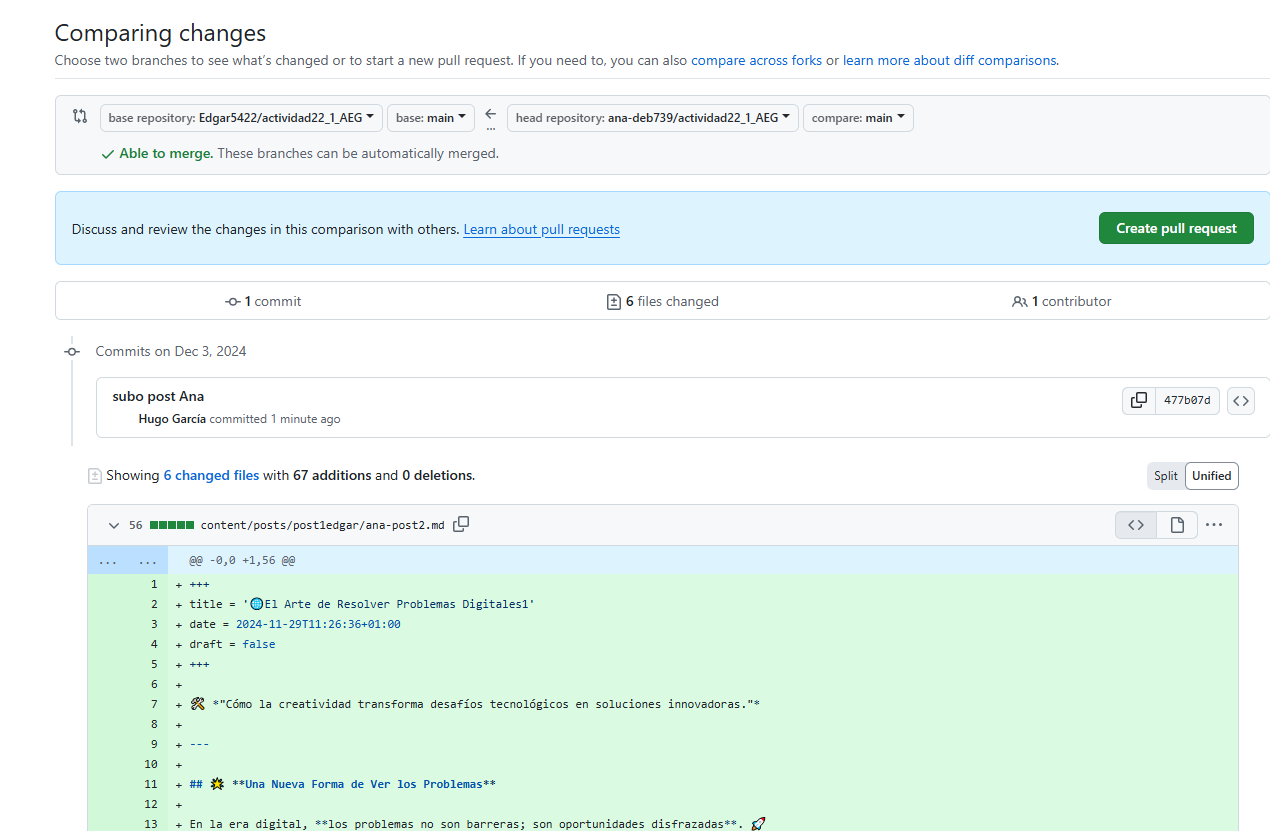 Comparing changes
Choose two branches to see what's changed or to start a new pull request. If you need to, you can also compare across forks or learn more about diff comparisons.
base repository: Edgar5422/actividad22_1_AEG base: main ← ... head repository: ana-deb739/actividad22_1_AEG compare: main
Able to merge. These branches can be automatically merged.
Discuss and review the changes in this comparison with others. Learn about pull requests Create pull request
1 commit 6 files changed 1 contributor
Commits on Dec 3, 2024
subo post Ana
Hugo García committed 1 minute ago 477b07d <>
Showing 6 changed files with 67 additions and 0 deletions. Split Unified
56 content/posts/post1edgar/ana-post2.md <> ...
... ... @@ -0,0 +1,56 @@
1 + +++
2 + title = '🌐El Arte de Resolver Problemas Digitales1'
3 + date = 2024-11-29T11:26:36+01:00
4 + draft = false
5 + +++
6 +
7 + 🛠️ *"Cómo la creatividad transforma desafíos tecnológicos en soluciones innovadoras."*
8 +
9 + ---
10 +
11 + ## 🌟 **Una Nueva Forma de Ver los Problemas**
12 +
13 + En la era digital, **los problemas no son barreras; son oportunidades disfrazadas**. 🚀